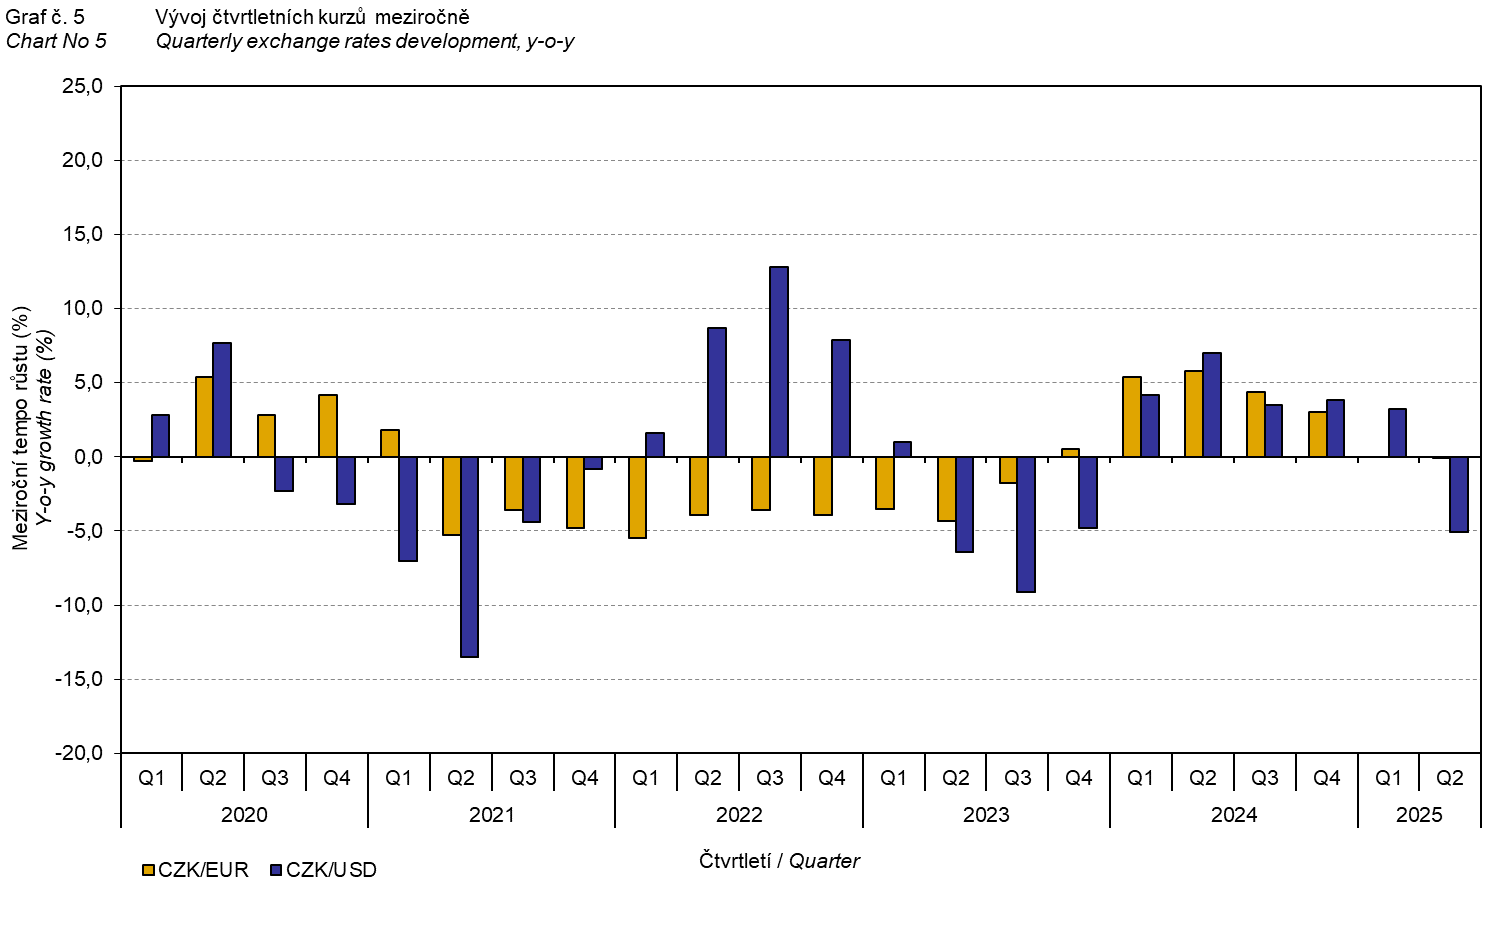 Graf č. 5 Vývoj čtvrtletních kurzů meziročně
Chart No 5 Quarterly exchange rates development, y-o-y
Meziroční tempo růstu (%)
Y-o-y growth rate (%)
25,0
20,0
15,0
10,0
5,0
0,0
-5,0
-10,0
-15,0
-20,0
Q1 Q2 Q3 Q4 Q1 Q2 Q3 Q4 Q1 Q2 Q3 Q4 Q1 Q2 Q3 Q4 Q1 Q2 Q3 Q4 Q1 Q2
2020 2021 2022 2023 2024 2025
Čtvrtletí / Quarter
CZK/EUR CZK/USD